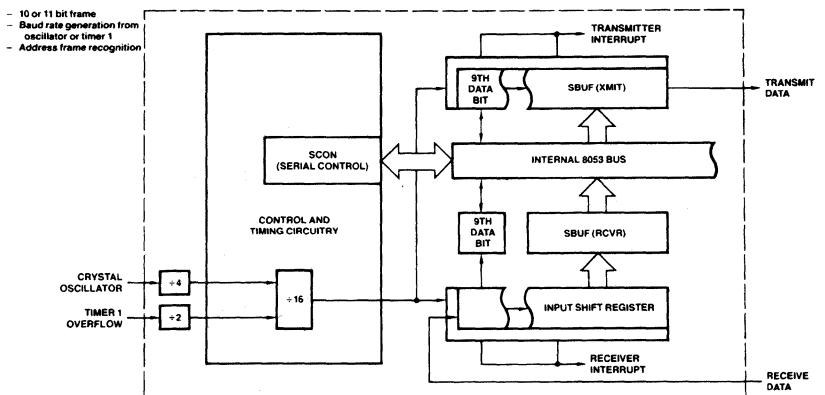 – 10 or 11 bit frame
– Baud rate generation from
oscillator or timer 1
– Address frame recognition
TRANSMITTER
INTERRUPT
9TH
DATA
BIT
SBUF (XMIT)
TRANSMIT
DATA
SCON
(SERIAL CONTROL)
INTERNAL 8053 BUS
CONTROL AND
TIMING CIRCUITRY
9TH
DATA
BIT
SBUF (RCVR)
CRYSTAL
OSCILLATOR
÷4
÷16
TIMER 1
OVERFLOW
÷2
INPUT SHIFT REGISTER
RECEIVER
INTERRUPT
RECEIVE
DATA